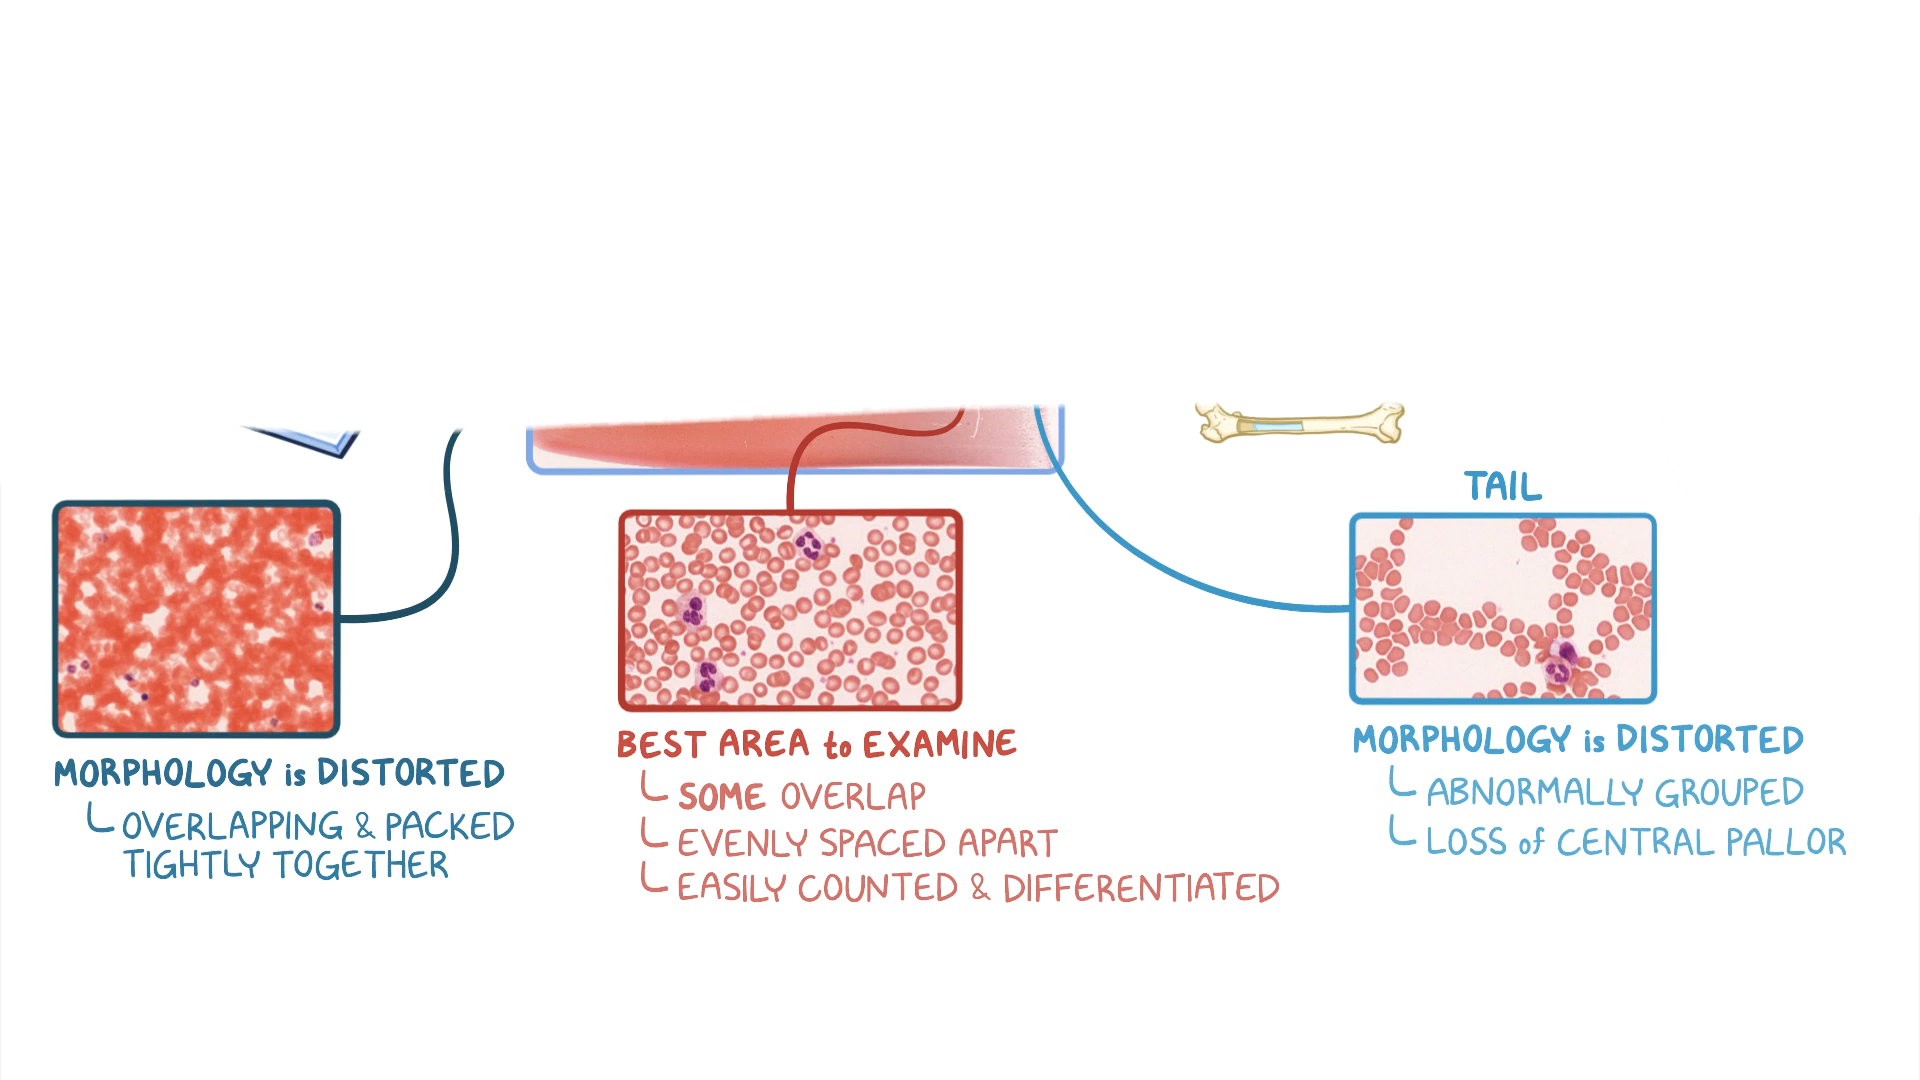 TAIL
MORPHOLOGY is DISTORTED
OVERLAPPING & PACKED
TIGHTLY TOGETHER
BEST AREA to EXAMINE
SOME OVERLAP
EVENLY SPACED APART
EASILY COUNTED & DIFFERENTIATED
MORPHOLOGY is DISTORTED
ABNORMALLY GROUPED
LOSS of CENTRAL PALLOR